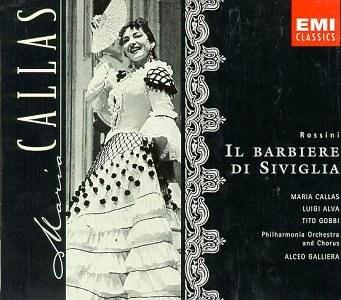 Maria CALLAS
EMI
CLASSICS
Rossini
IL BARBIERE
DI SIVIGLIA
MARIA CALLAS
LUIGI ALVA
TITO GOBBI
Philharmonia Orchestra
and Chorus
ALCEO GALLIERA